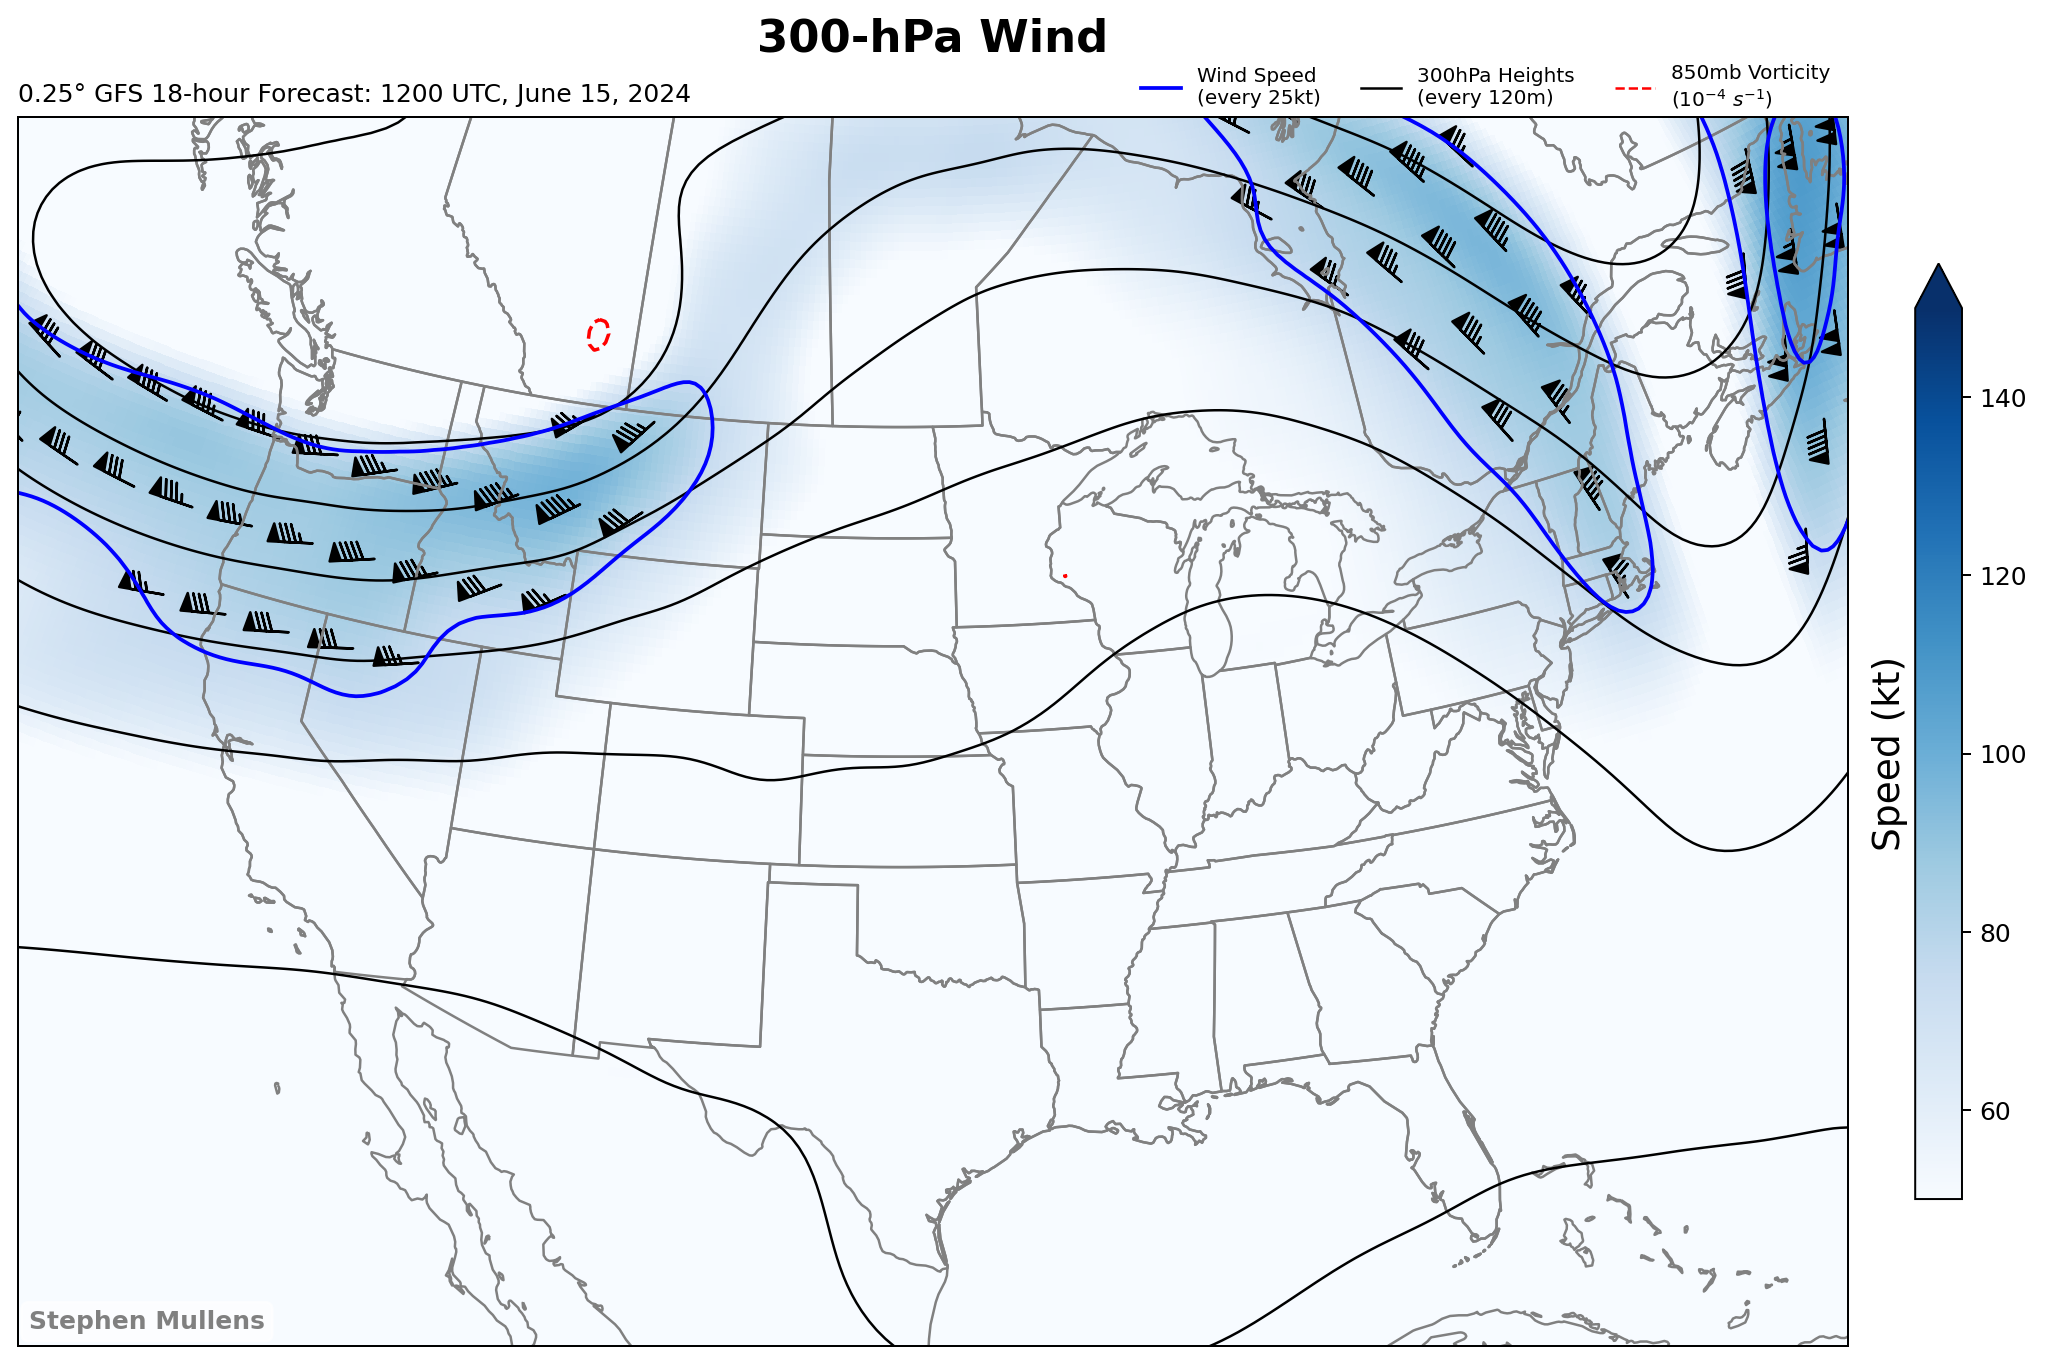 300-hPa Wind
0.25° GFS 18-hour Forecast: 1200 UTC, June 15, 2024
Wind Speed
(every 25kt)
300hPa Heights
(every 120m)
850mb Vorticity
(10⁻⁴ s⁻¹)
140
120
100
80
60
Speed (kt)
Stephen Mullens